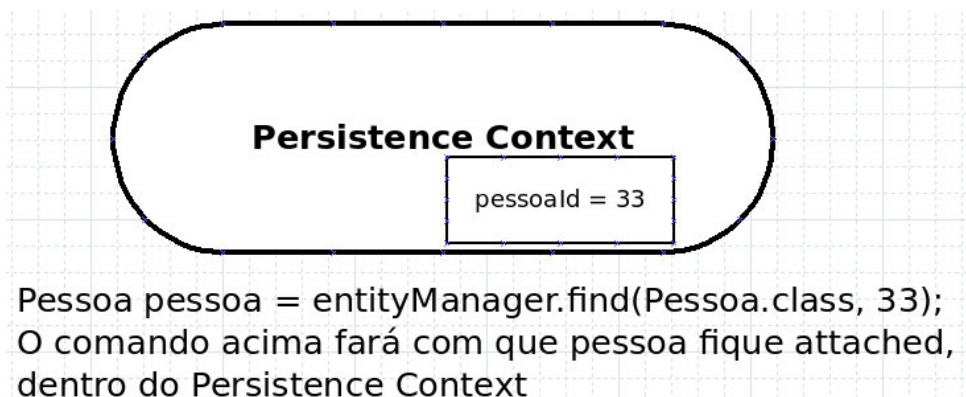 Persistence Context
pessoaId = 33
Pessoa pessoa = entityManager.find(Pessoa.class, 33);
O comando acima fará com que pessoa fique attached,
dentro do Persistence Context